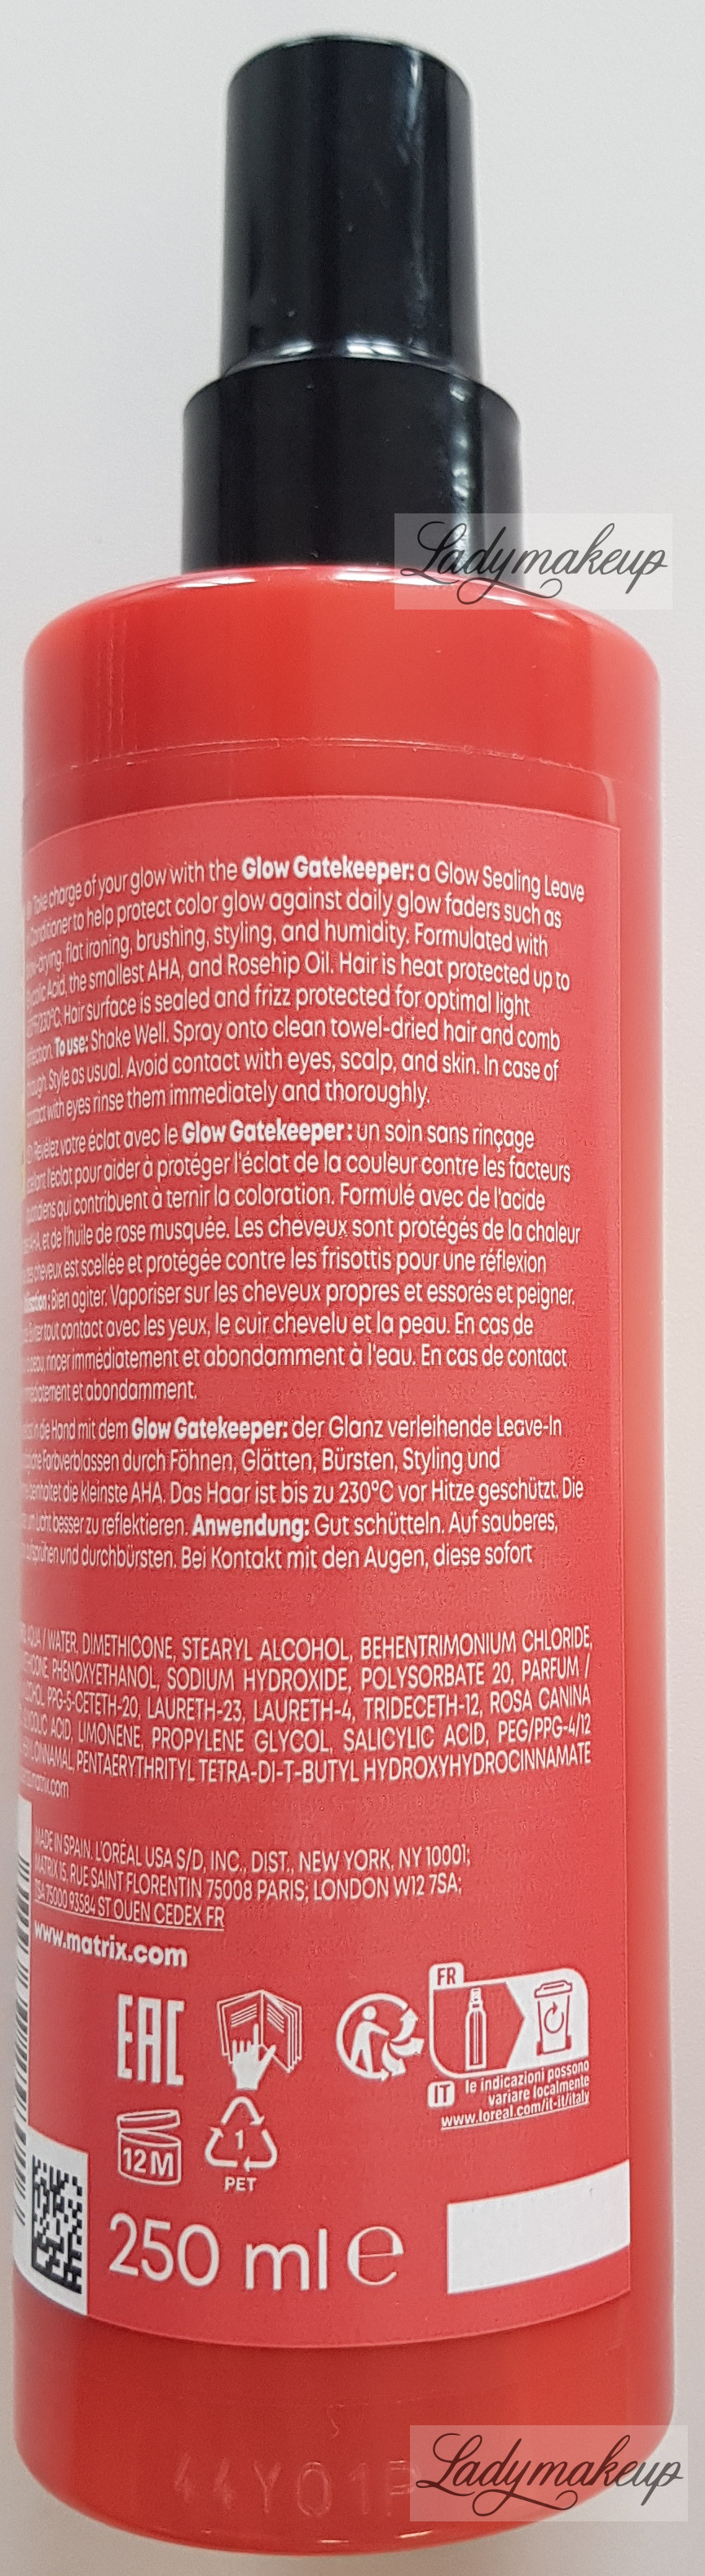 Ladymakeup
Take charge of your glow with the Glow Gatekeeper: a Glow Sealing Leave
Conditioner to help protect color glow against daily glow faders such as
flat ironing, brushing, styling, and humidity. Formulated with
Acid, the smallest AHA, and Rosehip Oil. Hair is heat protected up to
Hair surface is sealed and frizz protected for optimal light
To use: Shake Well. Spray onto clean towel-dried hair and comb
Style as usual. Avoid contact with eyes, scalp, and skin. In case of
with eyes rinse them immediately and thoroughly.
votre éclat avec le Glow Gatekeeper : un soin sans rinçage
l'éclat pour aider à protéger l'éclat de la couleur contre les facteurs
qui contribuent à ternir la coloration. Formulé avec de l'acide
et de l'huile de rose musquée. Les cheveux sont protégés de la chaleur
cheveux est scellée et protégée contre les frisottis pour une réflexion
Bien agiter. Vaporiser sur les cheveux propres et essorés et peigner.
tout contact avec les yeux, le cuir chevelu et la peau. En cas de
rincer immédiatement et abondamment à l'eau. En cas de contact
et abondamment.
in die Hand mit dem Glow Gatekeeper: der Glanz verleihende Leave-In
Farbverblassen durch Föhnen, Glätten, Bürsten, Styling und
die kleinste AHA. Das Haar ist bis zu 230°C vor Hitze geschützt. Die
um Licht besser zu reflektieren. Anwendung: Gut schütteln. Auf sauberes,
und durchbürsten. Bei Kontakt mit den Augen, diese sofort
AQUA / WATER, DIMETHICONE, STEARYL ALCOHOL, BEHENTRIMONIUM CHLORIDE,
PHENOXYETHANOL, SODIUM HYDROXIDE, POLYSORBATE 20, PARFUM /
PPG-5-CETETH-20, LAURETH-23, LAURETH-4, TRIDECETH-12, ROSA CANINA
ACID, LIMONENE, PROPYLENE GLYCOL, SALICYLIC ACID, PEG/PPG-4/12
PENTAERYTHRITYL TETRA-DI-T-BUTYL HYDROXYHYDROCINNAMATE
MADE IN SPAIN. L'ORÉAL USA S/D, INC., DIST., NEW YORK, NY 10001;
MATRIX 15, RUE SAINT FLORENTIN 75008 PARIS; LONDON W12 7SA;
TSA 75000 93584 ST OUEN CEDEX FR
www.matrix.com
EAC
FR
IT le indicazioni possono
variare localmente
www.loreal.com/it-it/italy
12 M
1
PET
250 ml e
44Y01P
Ladymakeup